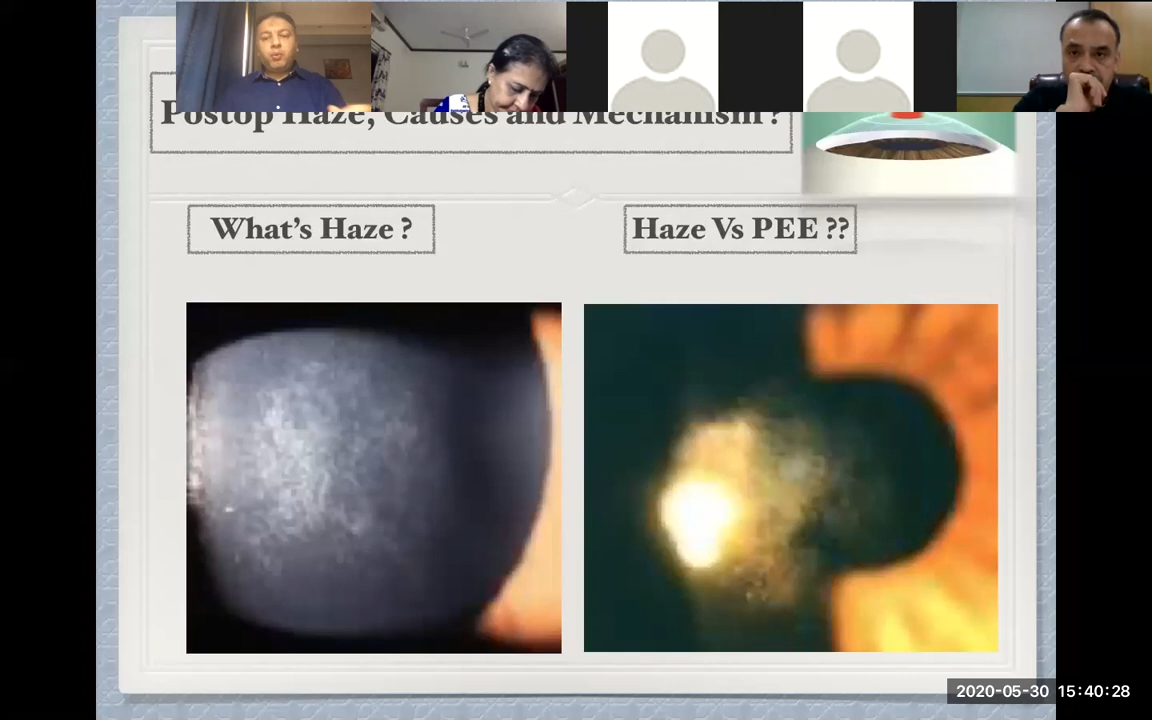 Postop Haze, Causes and Mechanism ?
What's Haze ?
Haze Vs PEE ??
2020-05-30 15:40:28